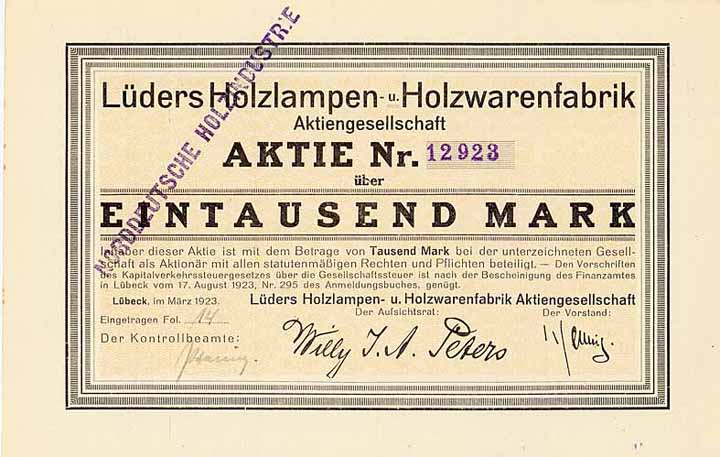 NORDDEUTSCHE HOLZINDUSTRIE
Lüders Holzlampen- u. Holzwarenfabrik
Aktiengesellschaft
AKTIE Nr. 12923
über
EINTAUSEND MARK
Inhaber dieser Aktie ist mit dem Betrage von Tausend Mark bei der unterzeichneten Gesell-
schaft als Aktionär mit allen statutenmäßigen Rechten und Pflichten beteiligt. — Den Vorschriften
des Kapitalverkehrssteuergesetzes über die Gesellschaftssteuer ist nach der Bescheinigung des Finanzamtes
in Lübeck vom 17. August 1923, Nr. 295 des Anmeldungsbuches, genügt.
Lübeck, im März 1923. Lüders Holzlampen- u. Holzwarenfabrik Aktiengesellschaft
Eingetragen Fol. 14 Der Aufsichtsrat: Der Vorstand:
Der Kontrollbeamte: Willy J. A. Peters